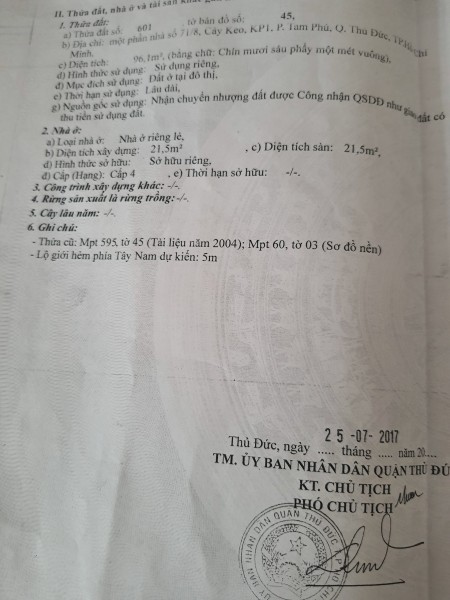 II. Thửa đất, nhà ở và tài sản khác
1. Thửa đất:
a) Thửa đất số: 601 tờ bản đồ số: 45,
b) Địa chỉ: một phần nhà số 71/8, Cây Keo, KP1, P. Tam Phú, Q. Thủ Đức, TP.Hồ Chí
Minh.
c) Diện tích: 96,1m², (bằng chữ: Chín mươi sáu phẩy một mét vuông),
d) Hình thức sử dụng: Sử dụng riêng,
đ) Mục đích sử dụng: Đất ở tại đô thị,
e) Thời hạn sử dụng: Lâu dài,
g) Nguồn gốc sử dụng: Nhận chuyển nhượng đất được Công nhận QSDĐ như giao đất có
thu tiền sử dụng đất.
2. Nhà ở:
a) Loại nhà ở: Nhà ở riêng lẻ,
b) Diện tích xây dựng: 21,5m², c) Diện tích sàn: 21,5m²,
d) Hình thức sở hữu: Sở hữu riêng,
đ) Cấp (Hạng): Cấp 4 , e) Thời hạn sở hữu: -/-.
3. Công trình xây dựng khác: -/-.
4. Rừng sản xuất là rừng trồng: -/-.
5. Cây lâu năm: -/-.
6. Ghi chú:
- Thửa cũ: Mpt 595, tờ 45 (Tài liệu năm 2004); Mpt 60, tờ 03 (Sơ đồ nền)
- Lộ giới hẻm phía Tây Nam dự kiến: 5m
25 -07- 2017
Thủ Đức, ngày ..... tháng ..... năm 20....
TM. ỦY BAN NHÂN DÂN QUẬN THỦ ĐỨ
KT. CHỦ TỊCH
PHÓ CHỦ TỊCH
ỦY BAN NHÂN DÂN QUẬN THỦ ĐỨC